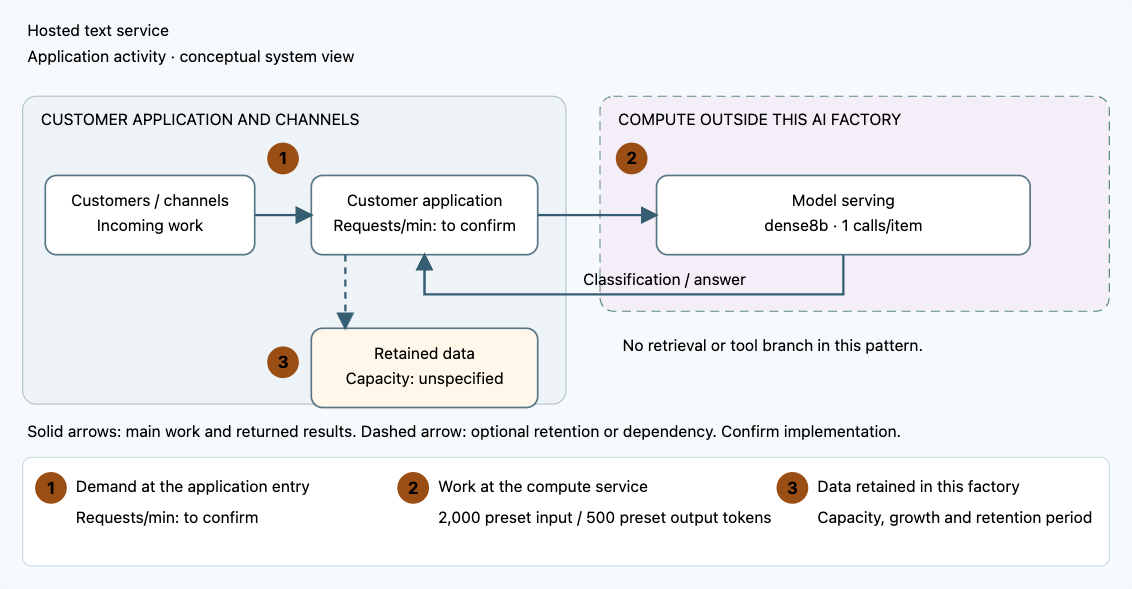 Hosted text service
Application activity · conceptual system view
CUSTOMER APPLICATION AND CHANNELS
COMPUTE OUTSIDE THIS AI FACTORY
1
2
Customers / channels
Incoming work
Customer application
Requests/min: to confirm
Model serving
dense8b · 1 calls/item
Classification / answer
3
Retained data
Capacity: unspecified
No retrieval or tool branch in this pattern.
Solid arrows: main work and returned results. Dashed arrow: optional retention or dependency. Confirm implementation.
1
Demand at the application entry
Requests/min: to confirm
2
Work at the compute service
2,000 preset input / 500 preset output tokens
3
Data retained in this factory
Capacity, growth and retention period